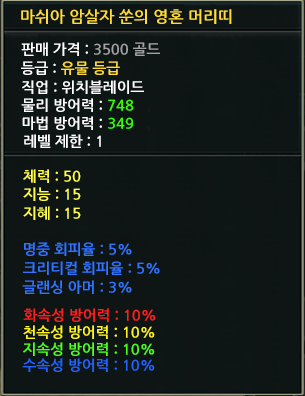 마쉬아 암살자 쑨의 영혼 머리띠
판매 가격 : 3500 골드
등급 : 유물 등급
직업 : 위치블레이드
물리 방어력 : 748
마법 방어력 : 349
레벨 제한 : 1
체력 : 50
지능 : 15
지혜 : 15
명중 회피율 : 5%
크리티컬 회피율 : 5%
글랜싱 아머 : 3%
화속성 방어력 : 10%
천속성 방어력 : 10%
지속성 방어력 : 10%
수속성 방어력 : 10%